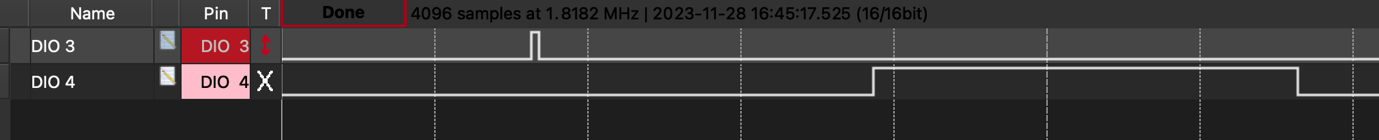 Name Pin T Done 4096 samples at 1.8182 MHz | 2023-11-28 16:45:17.525 (16/16bit)
DIO 3 DIO 3
DIO 4 DIO 4 X